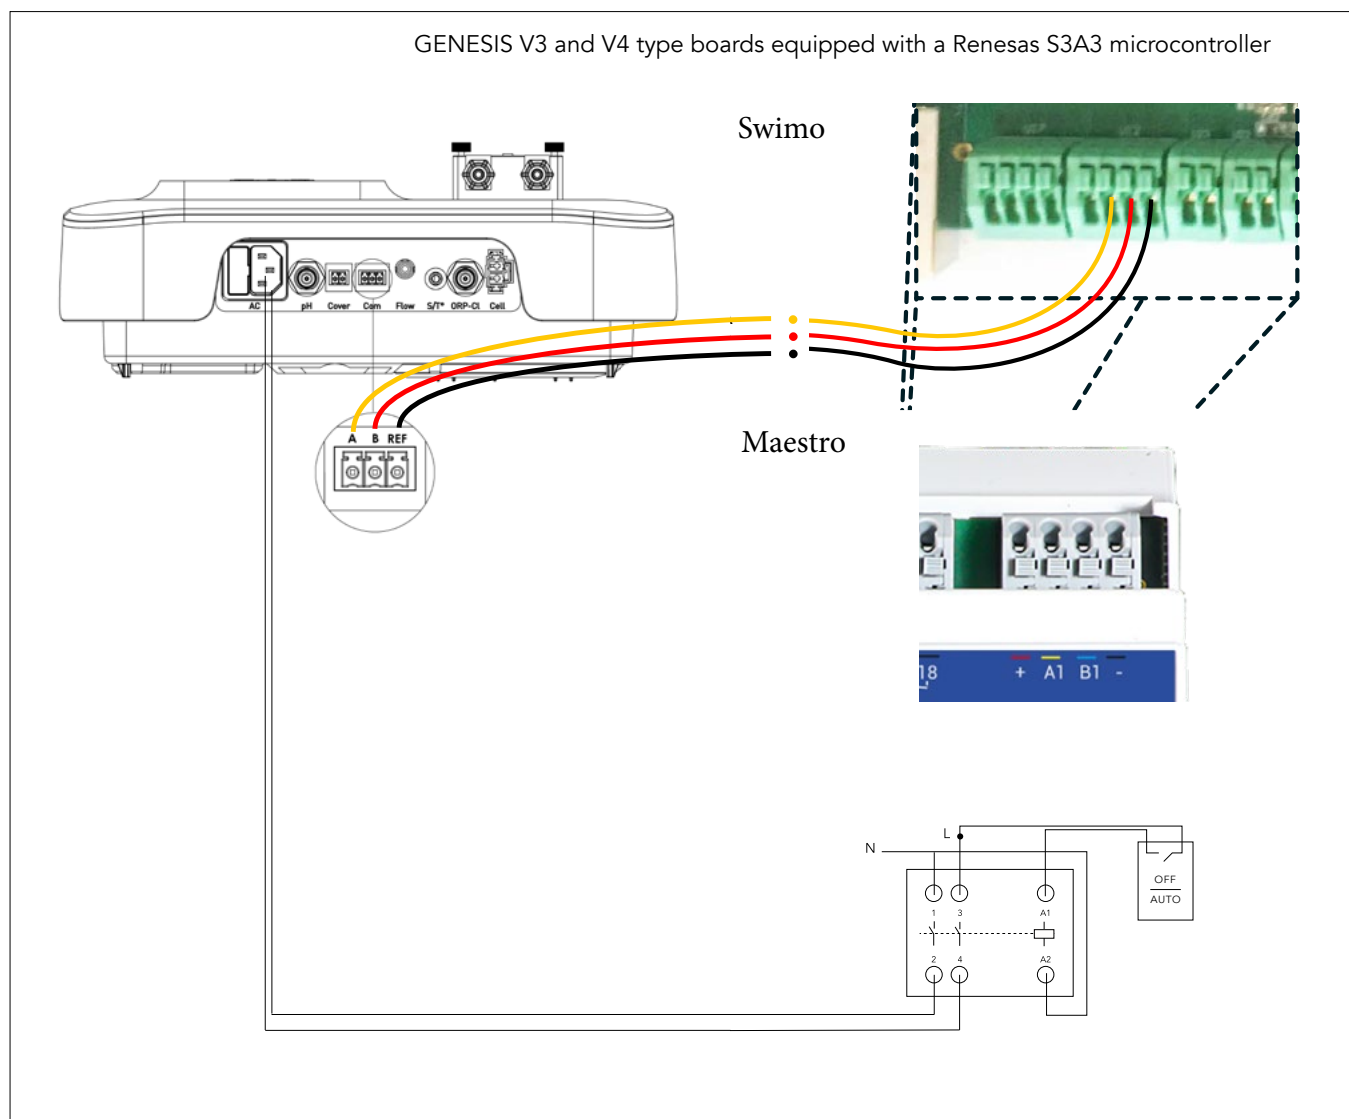 GENESIS V3 and V4 type boards equipped with a Renesas S3A3 microcontroller
Swimo
AC
pH
Cover
Com
Flow
S/T*
ORP-Cl
Cell
A B REF
Maestro
18
+ A1 B1 -
L
N
OFF
AUTO
1 3 A1
2 4 A2